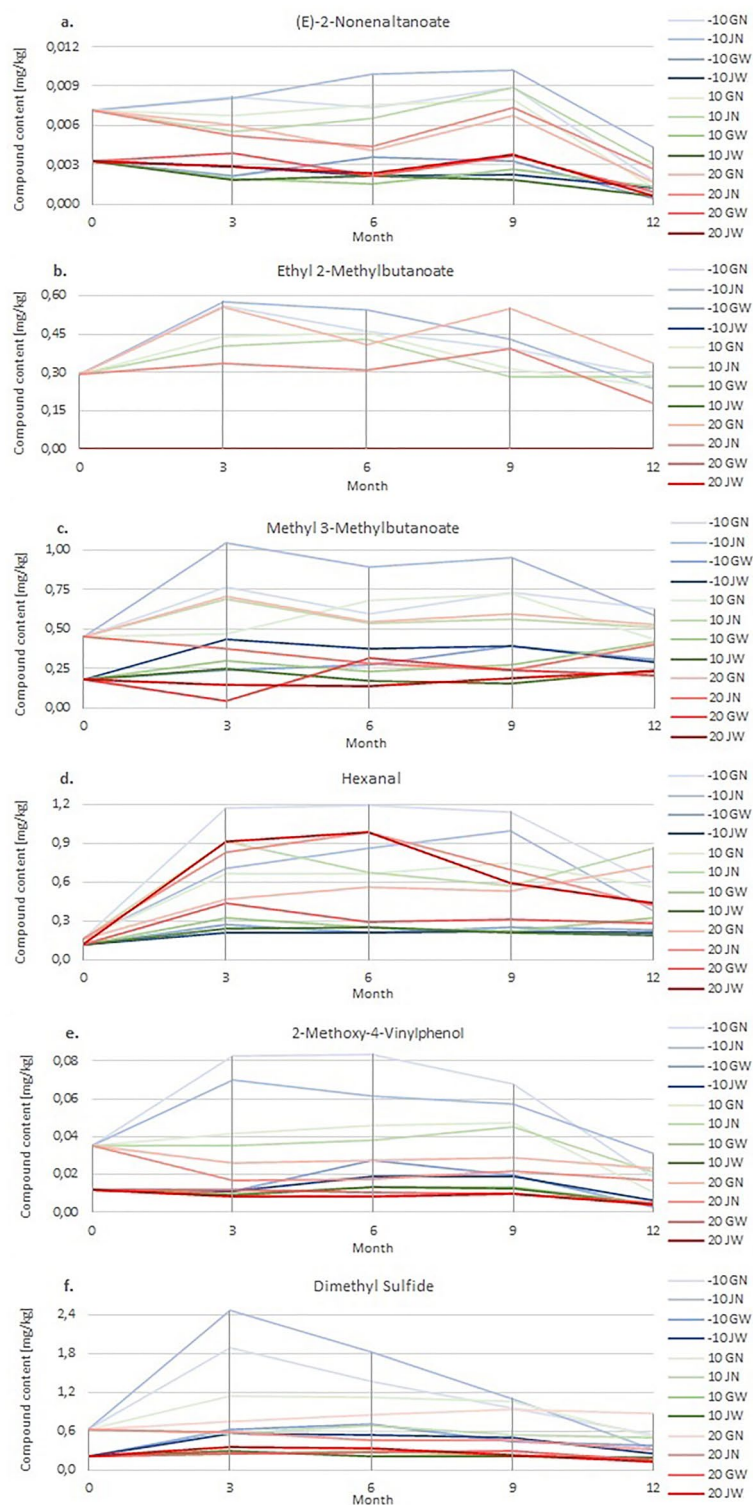 a. (E)-2-Nonenaltanoate
Compound content [mg/kg]
0,012
0,009
0,006
0,003
0,000
0 3 6 9 12
Month
-10 GN
-10 JN
-10 GW
-10 JW
10 GN
10 JN
10 GW
10 JW
20 GN
20 JN
20 GW
20 JW
b. Ethyl 2-Methylbutanoate
Compound content [mg/kg]
0,60
0,45
0,30
0,15
0,00
0 3 6 9 12
Month
-10 GN
-10 JN
-10 GW
-10 JW
10 GN
10 JN
10 GW
10 JW
20 GN
20 JN
20 GW
20 JW
c. Methyl 3-Methylbutanoate
Compound content [mg/kg]
1,00
0,75
0,50
0,25
0,00
0 3 6 9 12
Month
-10 GN
-10 JN
-10 GW
-10 JW
10 GN
10 JN
10 GW
10 JW
20 GN
20 JN
20 GW
20 JW
d. Hexanal
Compound content [mg/kg]
1,2
0,9
0,6
0,3
0,0
0 3 6 9 12
Month
-10 GN
-10 JN
-10 GW
-10 JW
10 GN
10 JN
10 GW
10 JW
20 GN
20 JN
20 GW
20 JW
e. 2-Methoxy-4-Vinylphenol
Compound content [mg/kg]
0,08
0,06
0,04
0,02
0,00
0 3 6 9 12
Month
-10 GN
-10 JN
-10 GW
-10 JW
10 GN
10 JN
10 GW
10 JW
20 GN
20 JN
20 GW
20 JW
f. Dimethyl Sulfide
Compound content [mg/kg]
2,4
1,8
1,2
0,6
0,0
0 3 6 9 12
Month
-10 GN
-10 JN
-10 GW
-10 JW
10 GN
10 JN
10 GW
10 JW
20 GN
20 JN
20 GW
20 JW